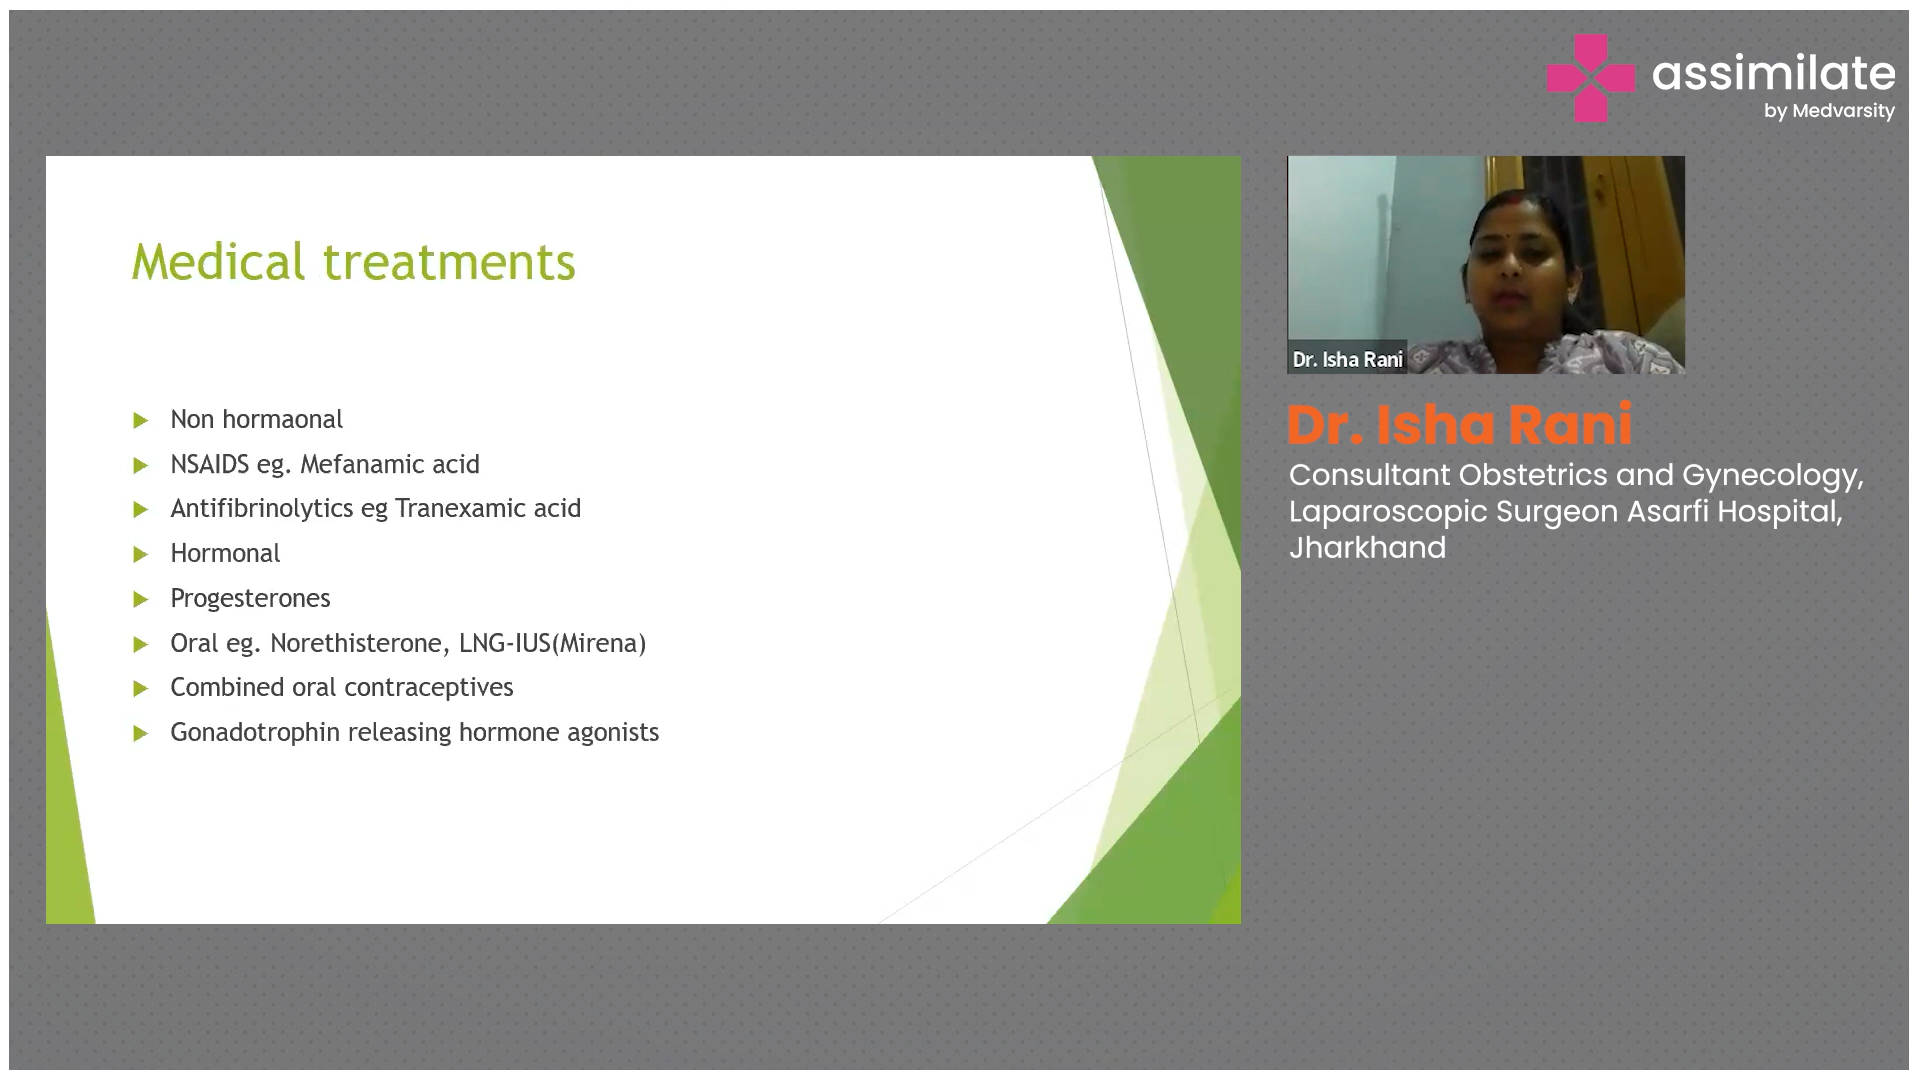 assimilate
by Medvarsity
Medical treatments
Non hormaonal
NSAIDS eg. Mefanamic acid
Antifibrinolytics eg Tranexamic acid
Hormonal
Progesterones
Oral eg. Norethisterone, LNG-IUS(Mirena)
Combined oral contraceptives
Gonadotrophin releasing hormone agonists
Dr. Isha Rani
Dr. Isha Rani
Consultant Obstetrics and Gynecology,
Laparoscopic Surgeon Asarfi Hospital,
Jharkhand